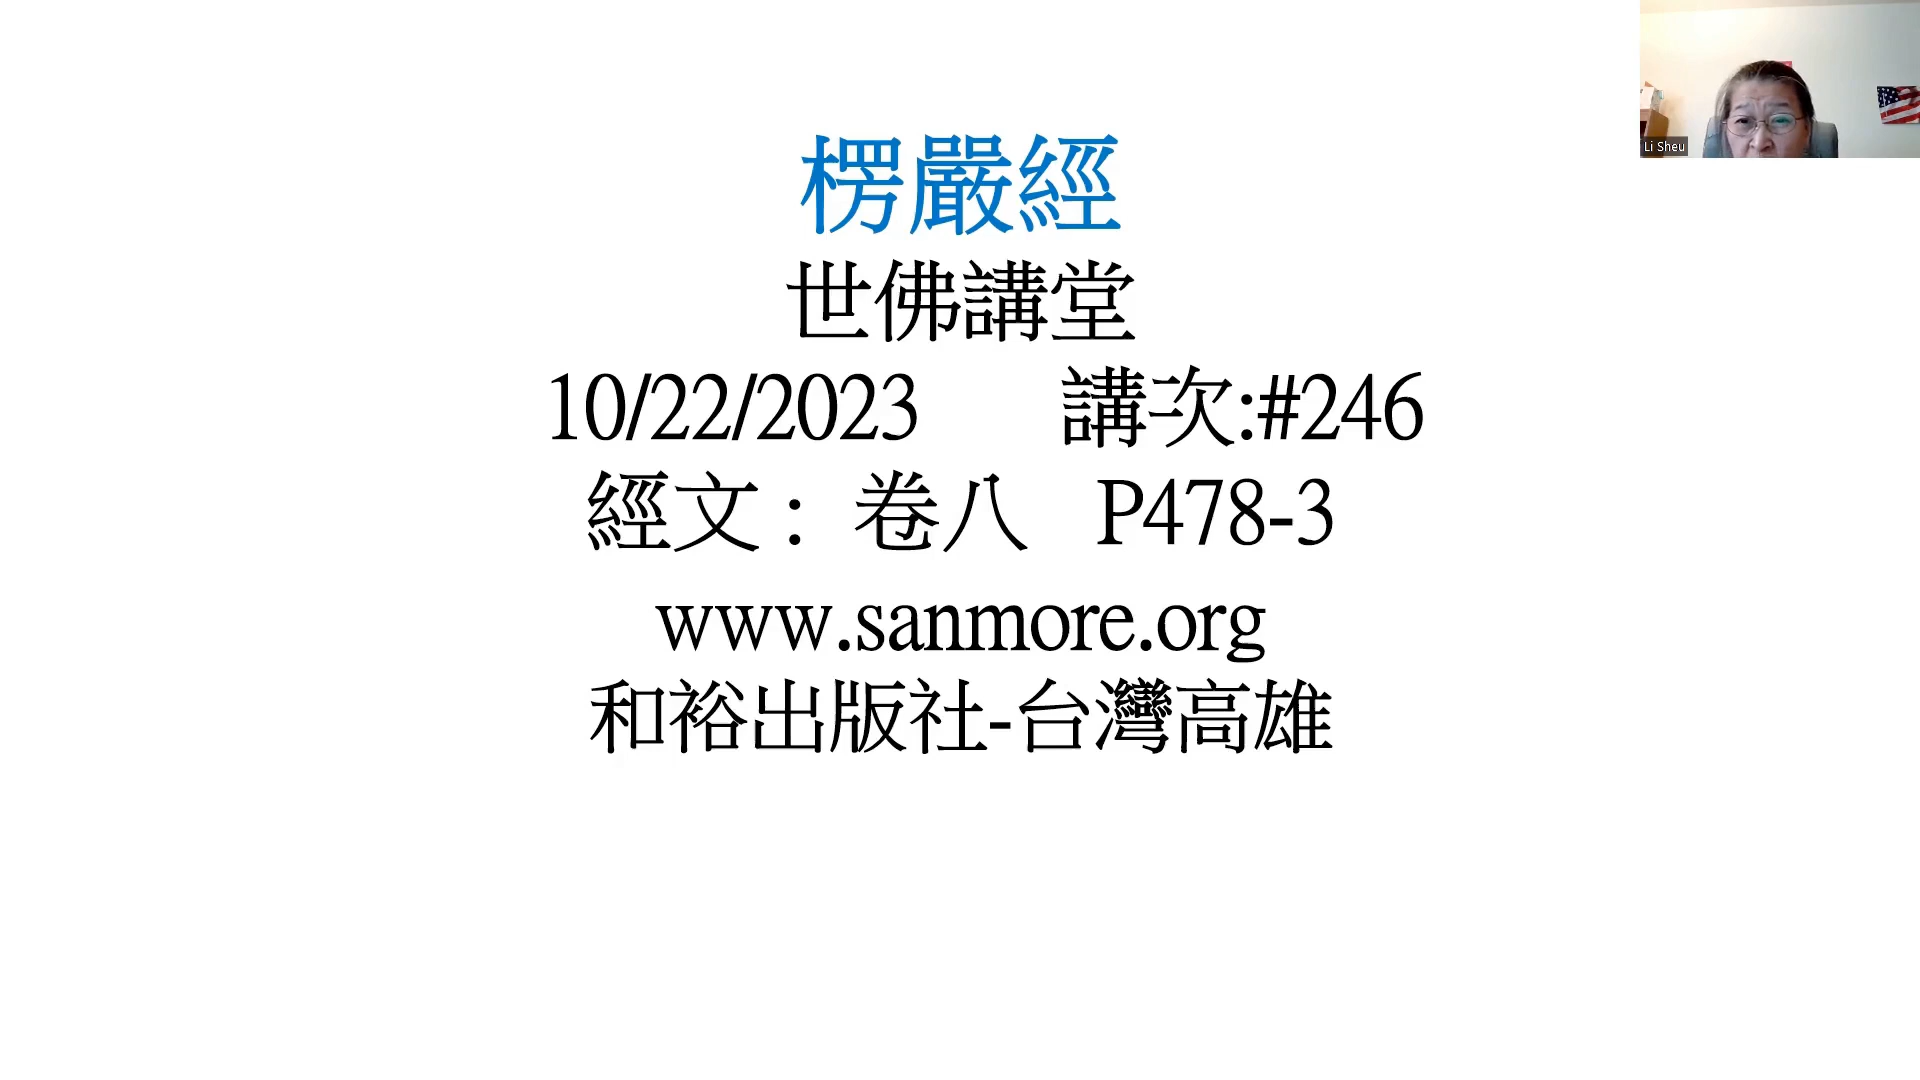 楞嚴經
世佛講堂
10/22/2023 講次:#246
經文 : 卷八 P478-3
www.sanmore.org
和裕出版社-台灣高雄
Li Sheu